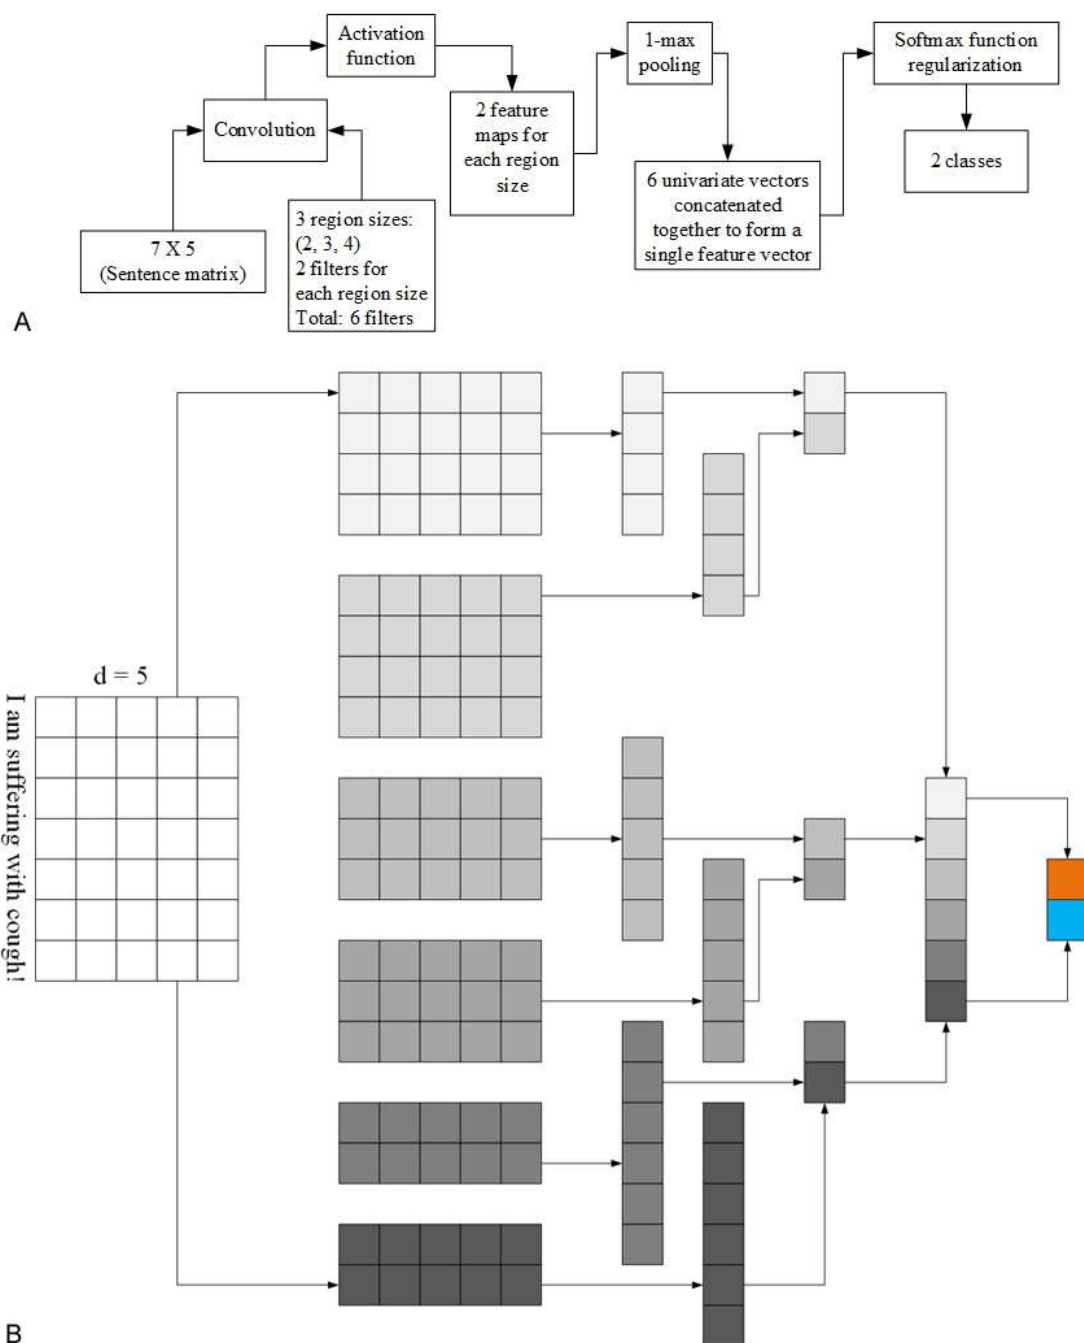 Activation
function
1-max
pooling
Softmax function
regularization
Convolution
2 feature
maps for
each region
size
2 classes
6 univariate vectors
concatenated
together to form a
single feature vector
3 region sizes:
(2, 3, 4)
2 filters for
each region size
Total: 6 filters
7 X 5
(Sentence matrix)
A
d = 5
I am suffering with cough!
B